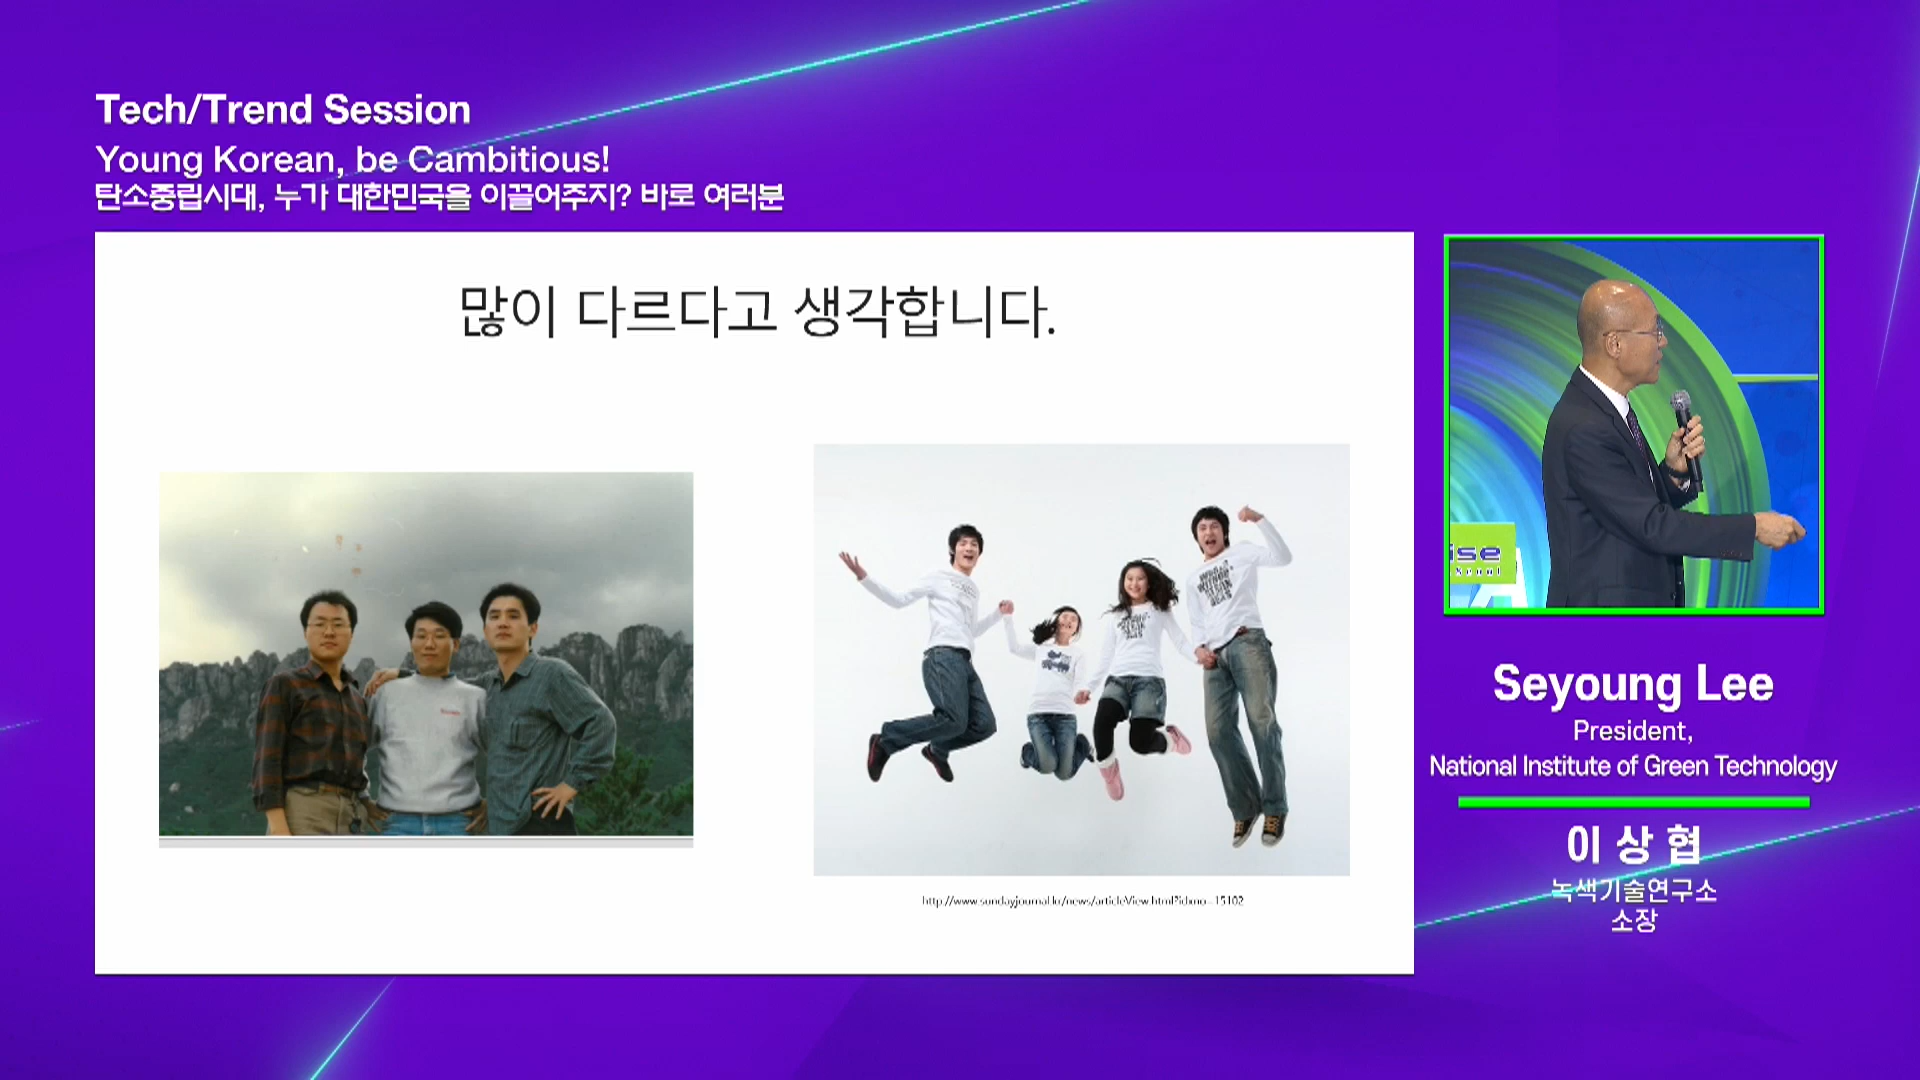 Tech/Trend Session
Young Korean, be Cambitious!
탄소중립시대, 누가 대한민국을 이끌어주지? 바로 여러분
많이 다르다고 생각합니다.
ise
Seoul
Seyoung Lee
President,
National Institute of Green Technology
이 상 협
녹색기술연구소
소장